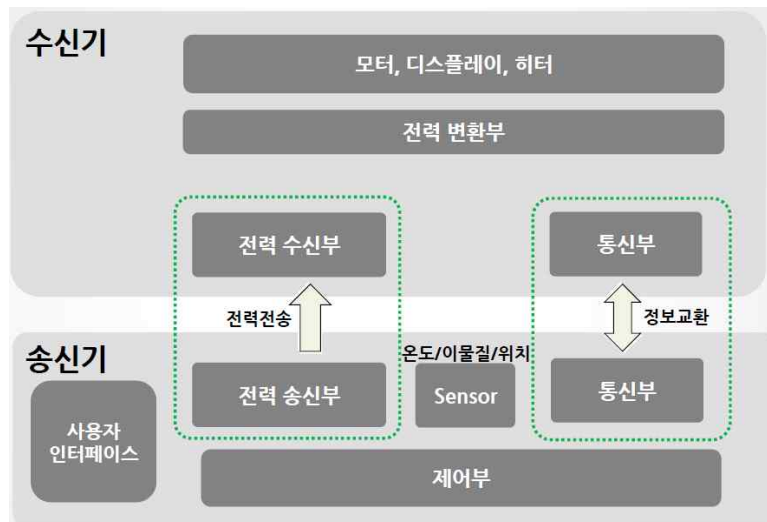 수신기
모터, 디스플레이, 히터
전력 변환부
전력 수신부
통신부
전력전송
정보교환
송신기
온도/이물질/위치
전력 송신부
Sensor
통신부
사용자
인터페이스
제어부